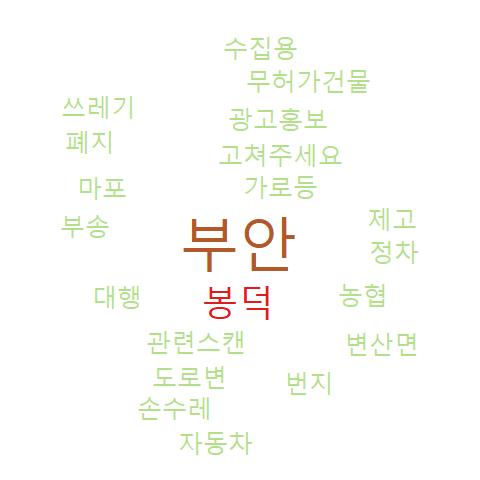 수집용
무허가건물
쓰레기
광고홍보
폐지
고쳐주세요
마포
가로등
제고
부송
부안
정차
대행
봉덕
농협
관련스캔
변산면
도로변
번지
손수레
자동차